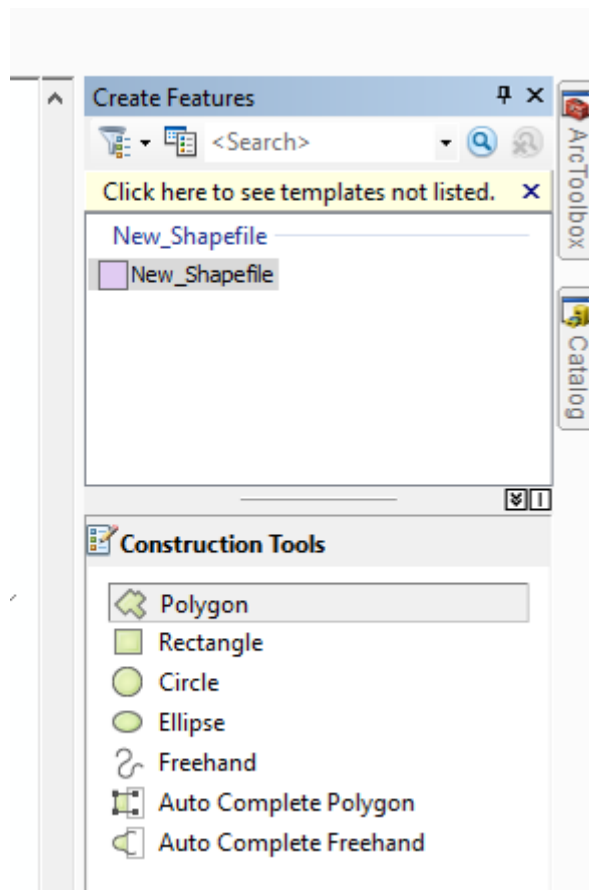 Create Features
<Search>
Click here to see templates not listed.
New_Shapefile
New_Shapefile
Construction Tools
Polygon
Rectangle
Circle
Ellipse
Freehand
Auto Complete Polygon
Auto Complete Freehand
ArcToolbox
Catalog